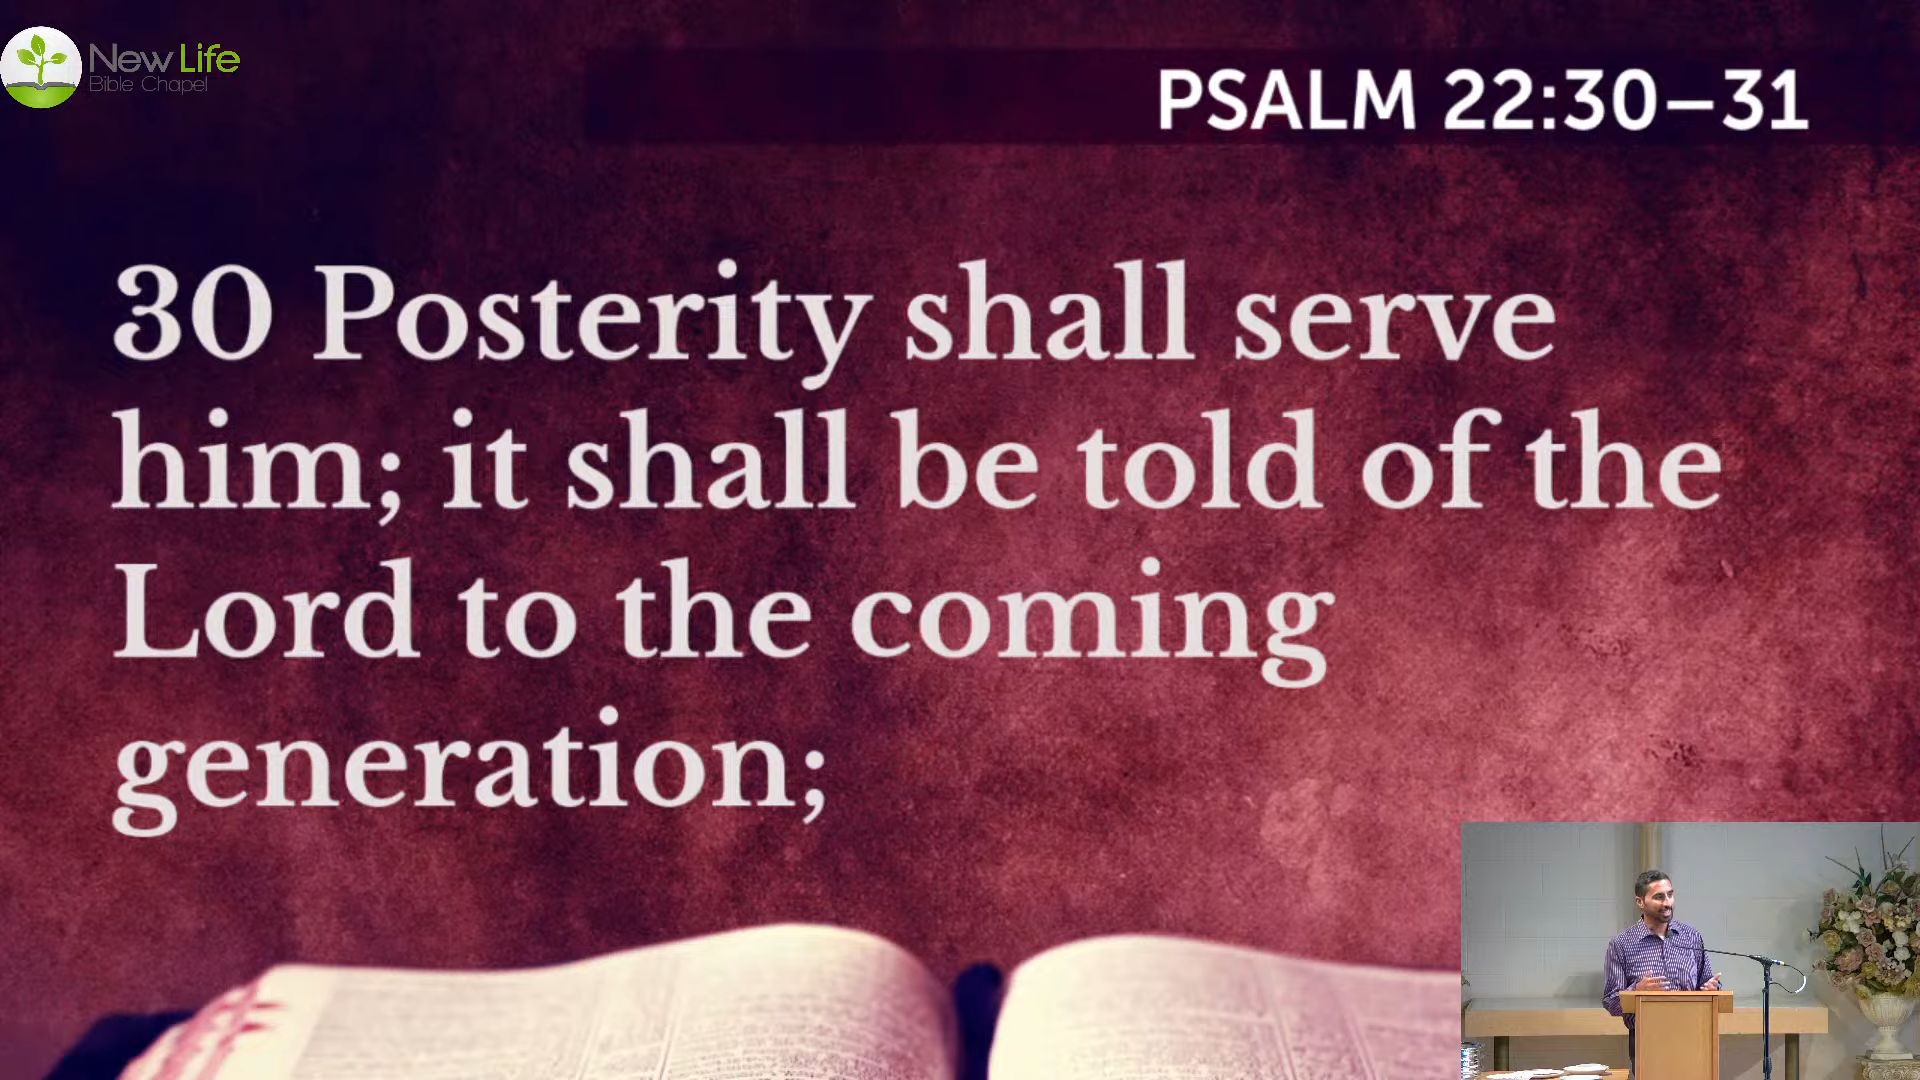 New Life
Bible Chapel
PSALM 22:30–31
30 Posterity shall serve
him; it shall be told of the
Lord to the coming
generation;